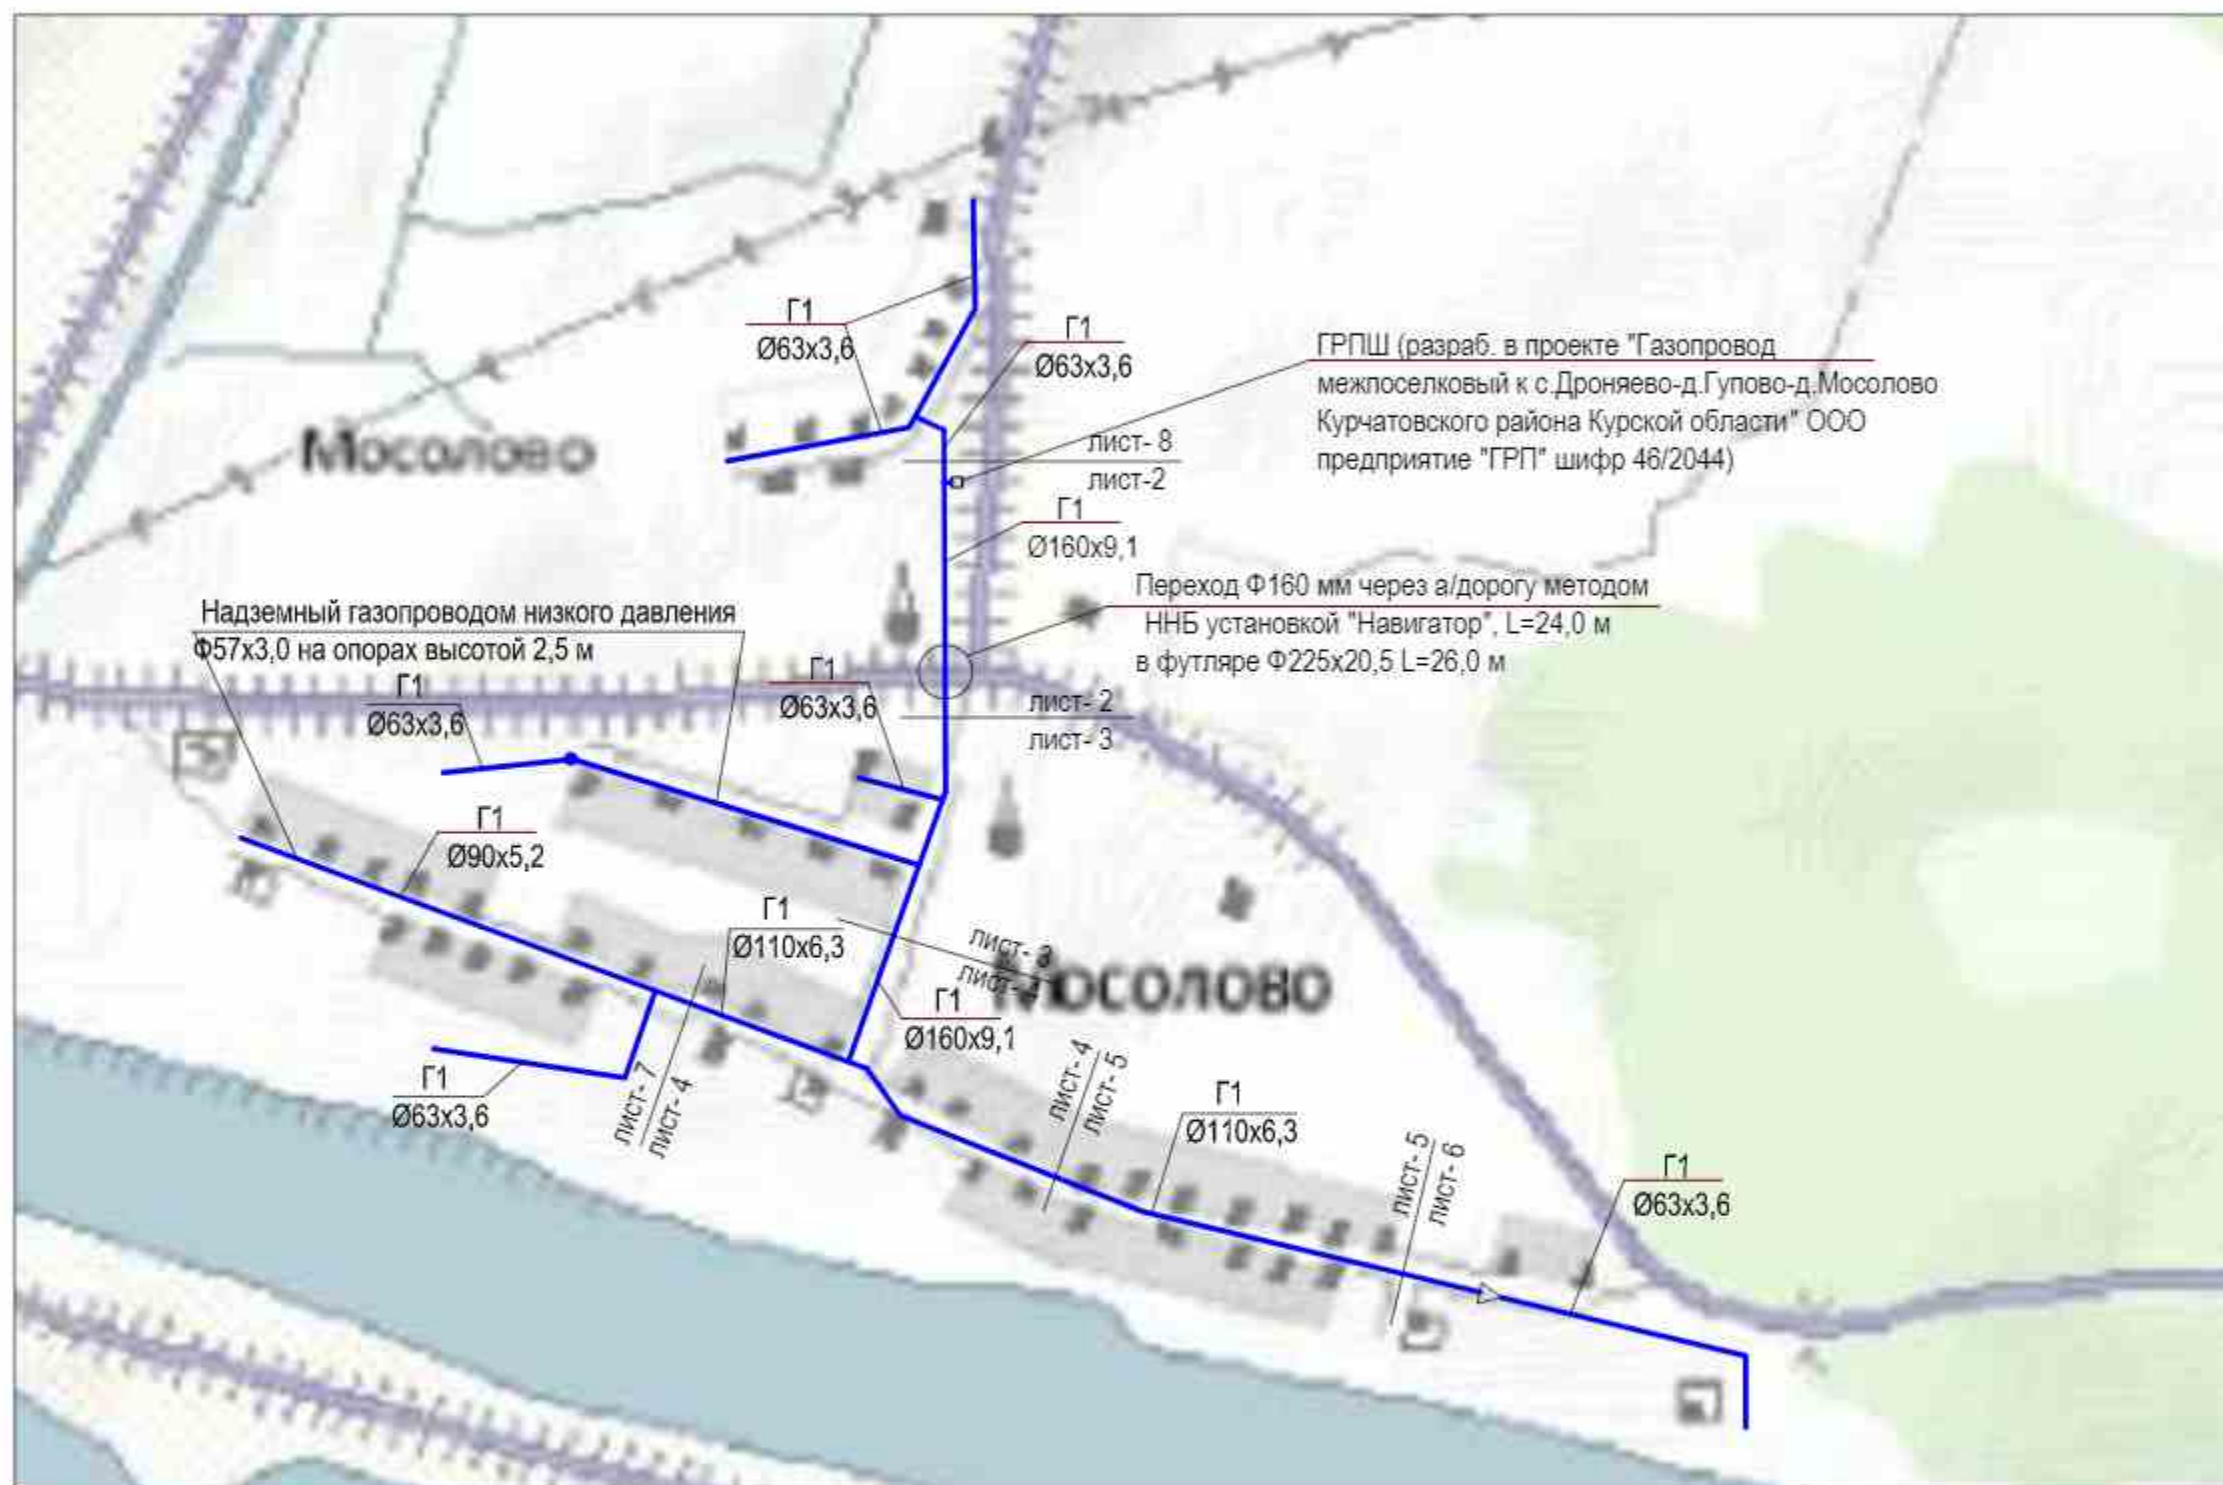 Г1
Ø63x3,6
Г1
Ø63x3,6
ГРПШ (разраб. в проекте "Газопровод
межпоселковый к с.Дроняево-д.Гупово-д.Мосолово
Курчатовского района Курской области" ООО
предприятие "ГРП" шифр 46/2044)
Мосолово
лист- 8
лист-2
Г1
Ø160x9,1
Переход Ф160 мм через а/дорогу методом
ННБ установкой "Навигатор", L=24,0 м
в футляре Ф225х20,5 L=26,0 м
Надземный газопроводом низкого давления
Ф57х3,0 на опорах высотой 2,5 м
Г1
Ø63x3,6
Г1
Ø63x3,6
лист- 2
лист- 3
Г1
Ø90x5,2
Г1
Ø110x6,3
лист- 3
лист-
Мосолово
Г1
Ø160x9,1
Г1
Ø63x3,6
лист- 7
лист- 4
лист- 4
лист- 5
Г1
Ø110x6,3
лист- 5
лист- 6
Г1
Ø63x3,6